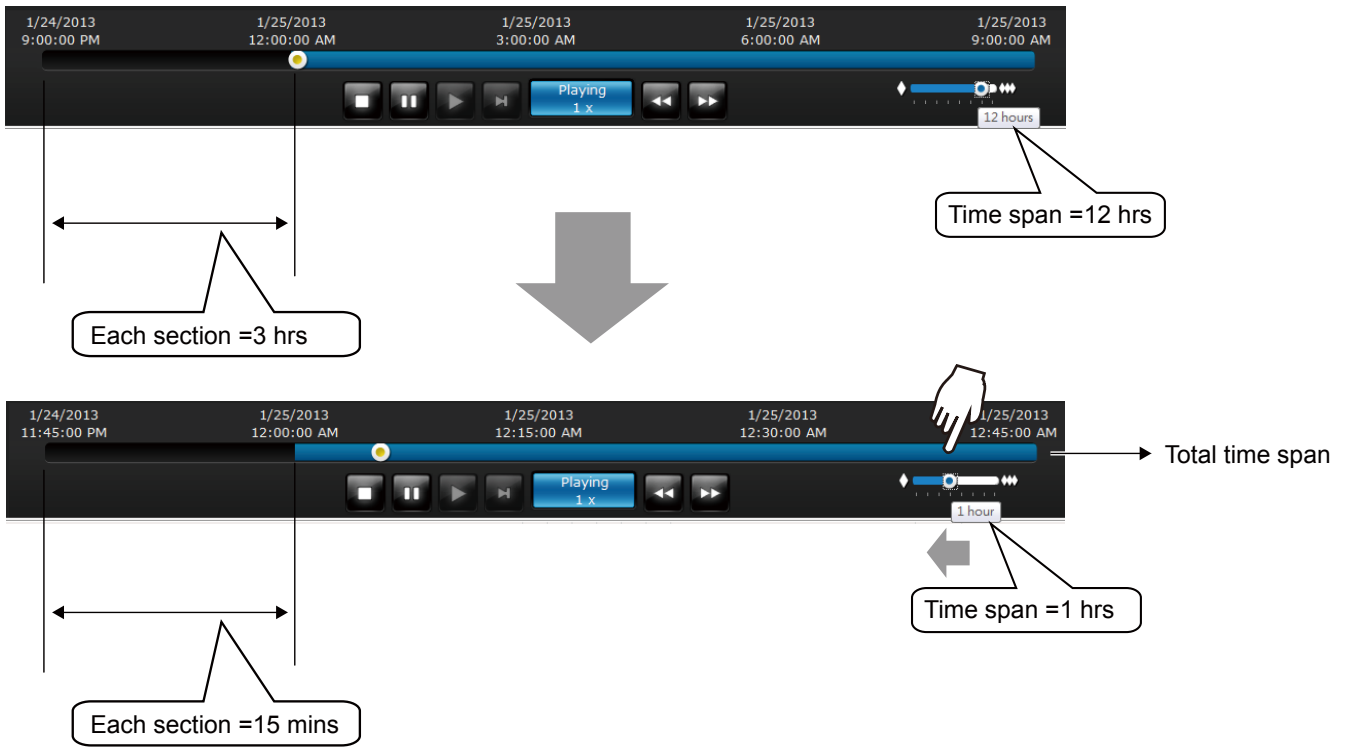 1/24/2013 1/25/2013 1/25/2013 1/25/2013 1/25/2013
9:00:00 PM 12:00:00 AM 3:00:00 AM 6:00:00 AM 9:00:00 AM
Playing
1 x
12 hours
Time span =12 hrs
Each section =3 hrs
1/24/2013 1/25/2013 1/25/2013 1/25/2013 1/25/2013
11:45:00 PM 12:00:00 AM 12:15:00 AM 12:30:00 AM 12:45:00 AM
Total time span
Playing
1 x
1 hour
Time span =1 hrs
Each section =15 mins